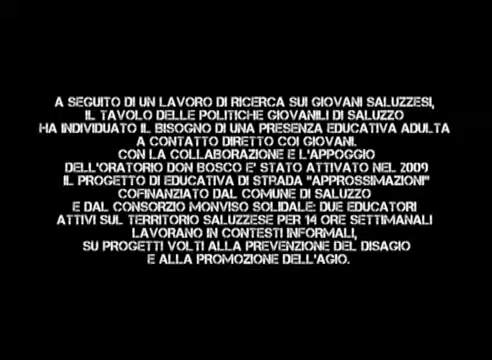 A SEGUITO DI UN LAVORO DI RICERCA SUI GIOVANI SALUZZESI,
IL TAVOLO DELLE POLITICHE GIOVANILI DI SALUZZO
HA INDIVIDUATO IL BISOGNO DI UNA PRESENZA EDUCATIVA ADULTA
A CONTATTO DIRETTO COI GIOVANI.
CON LA COLLABORAZIONE E L'APPOGGIO
DELL'ORATORIO DON BOSCO E' STATO ATTIVATO NEL 2009
IL PROGETTO DI EDUCATIVA DI STRADA "APPROSSIMAZIONI"
COFINANZIATO DAL COMUNE DI SALUZZO
E DAL CONSORZIO MONVISO SOLIDALE: DUE EDUCATORI
ATTIVI SUL TERRITORIO SALUZZESE PER 14 ORE SETTIMANALI
LAVORANO IN CONTESTI INFORMALI,
SU PROGETTI VOLTI ALLA PREVENZIONE DEL DISAGIO
E ALLA PROMOZIONE DELL'AGIO.